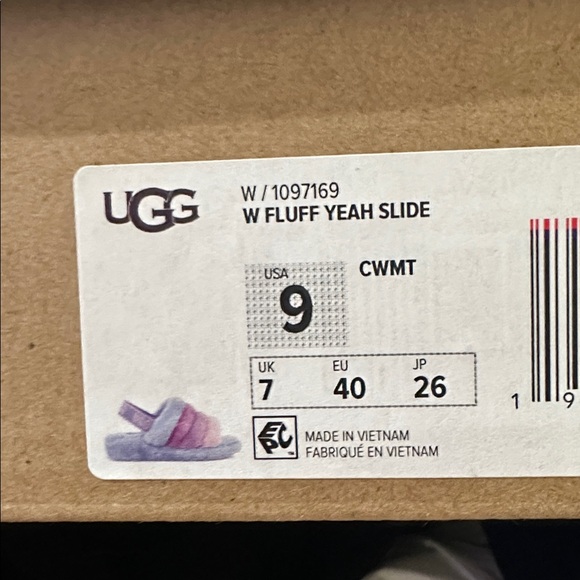 UGG
W / 1097169
W FLUFF YEAH SLIDE
USA
9
CWMT
UK EU JP
7 40 26
EPC
MADE IN VIETNAM
FABRIQUÉ EN VIETNAM
1 9